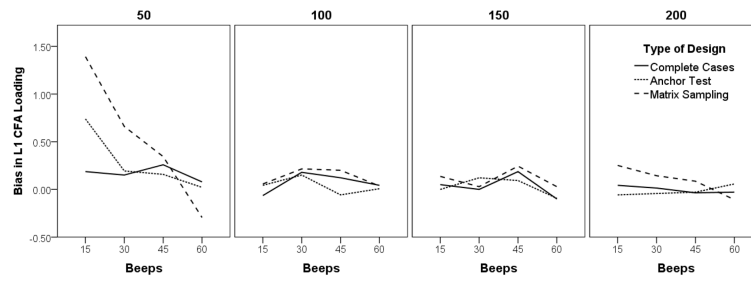 50
100
150
200
Bias in L1 CFA Loading
1.50
1.00
0.50
0.00
-0.50
Type of Design
Complete Cases
Anchor Test
Matrix Sampling
15 30 45 60
15 30 45 60
15 30 45 60
15 30 45 60
Beeps
Beeps
Beeps
Beeps